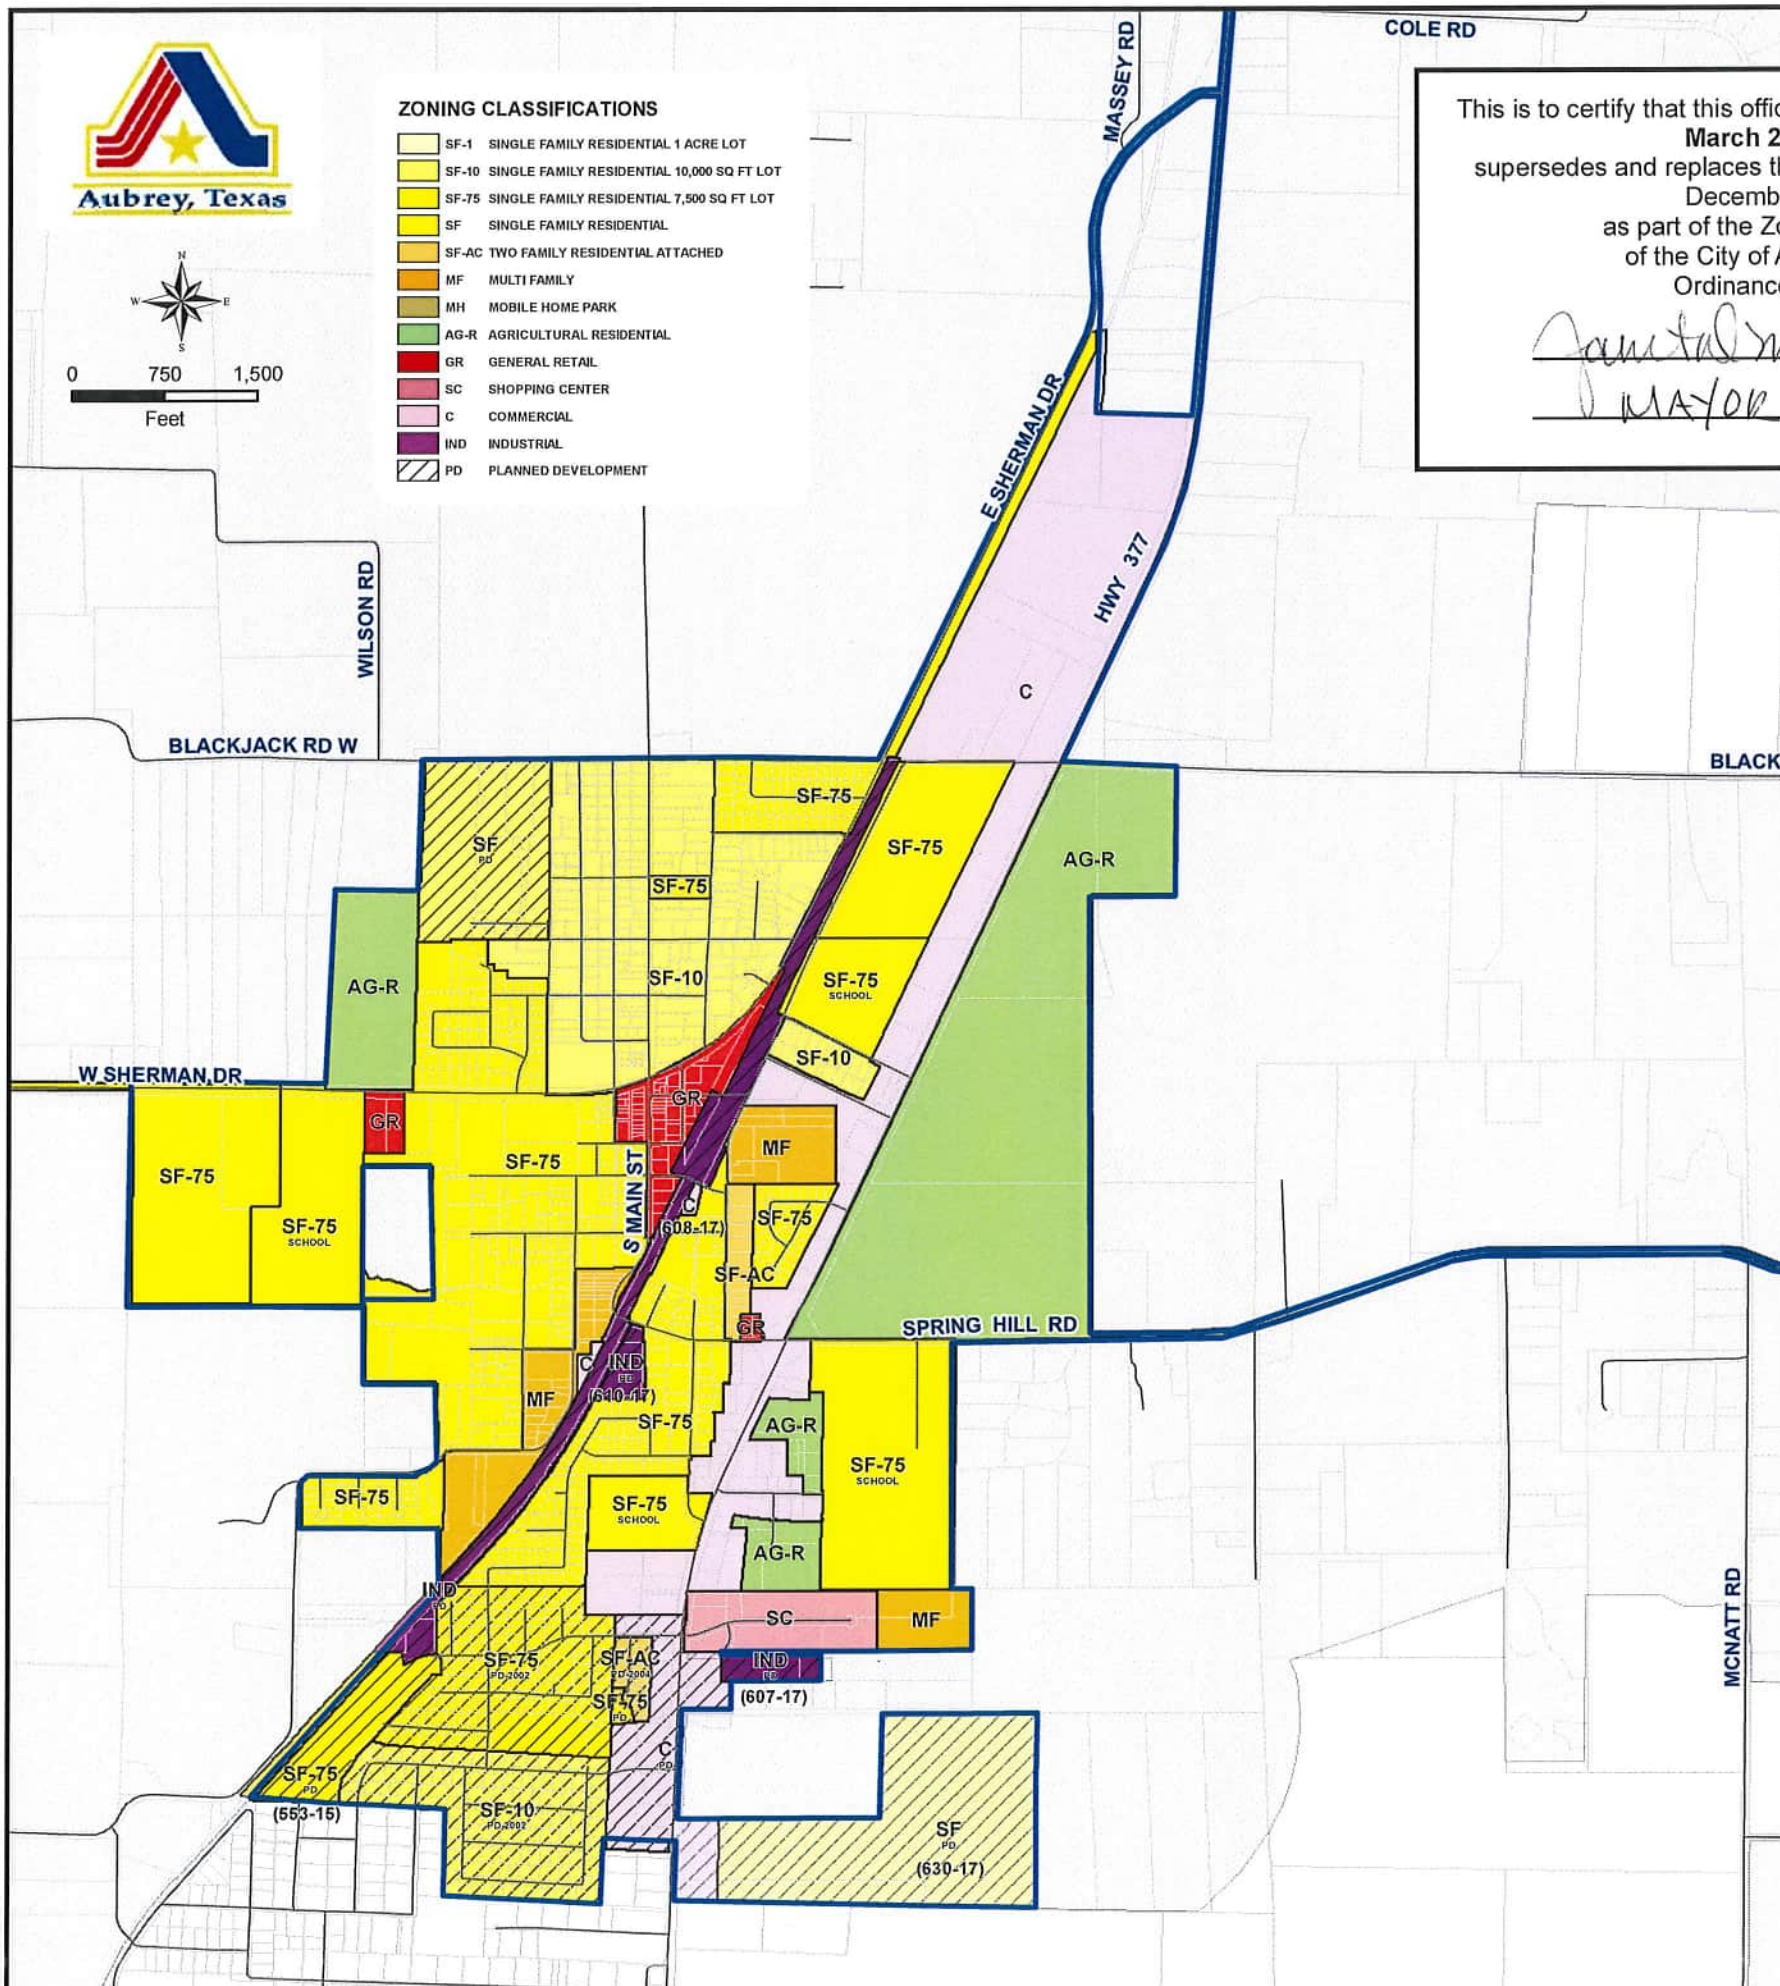 Aubrey, Texas
N
W E
S
0 750 1,500
Feet
ZONING CLASSIFICATIONS
SF-1 SINGLE FAMILY RESIDENTIAL 1 ACRE LOT
SF-10 SINGLE FAMILY RESIDENTIAL 10,000 SQ FT LOT
SF-75 SINGLE FAMILY RESIDENTIAL 7,500 SQ FT LOT
SF SINGLE FAMILY RESIDENTIAL
SF-AC TWO FAMILY RESIDENTIAL ATTACHED
MF MULTI FAMILY
MH MOBILE HOME PARK
AG-R AGRICULTURAL RESIDENTIAL
GR GENERAL RETAIL
SC SHOPPING CENTER
C COMMERCIAL
IND INDUSTRIAL
PD PLANNED DEVELOPMENT
MASSEY RD
COLE RD
This is to certify that this offic
March 2
supersedes and replaces th
Decemb
as part of the Zo
of the City of A
Ordinance
MAYOR
E SHERMAN DR
HWY 377
WILSON RD
C
BLACKJACK RD W
BLACK
SF-75
SF
PD
SF-75
AG-R
SF-75
AG-R
SF-10
SF-75
SCHOOL
SF-10
W SHERMAN DR
GR
GR
MF
SF-75
SF-75
S MAIN ST
C
(608-17)
SF-75
SF-75
SCHOOL
SF-AC
GR
SPRING HILL RD
C
IND
PD
(610-17)
MF
SF-75
AG-R
SF-75
SCHOOL
SF-75
SF-75
SCHOOL
AG-R
IND
PD
SC
MF
MCNATT RD
SF-75
PD-2002
SF-AC
PD-2004
IND
PD
(607-17)
SF-75
PD
C
PD
SF-75
PD
(553-15)
SF-10
PD-2002
SF
PD
(630-17)